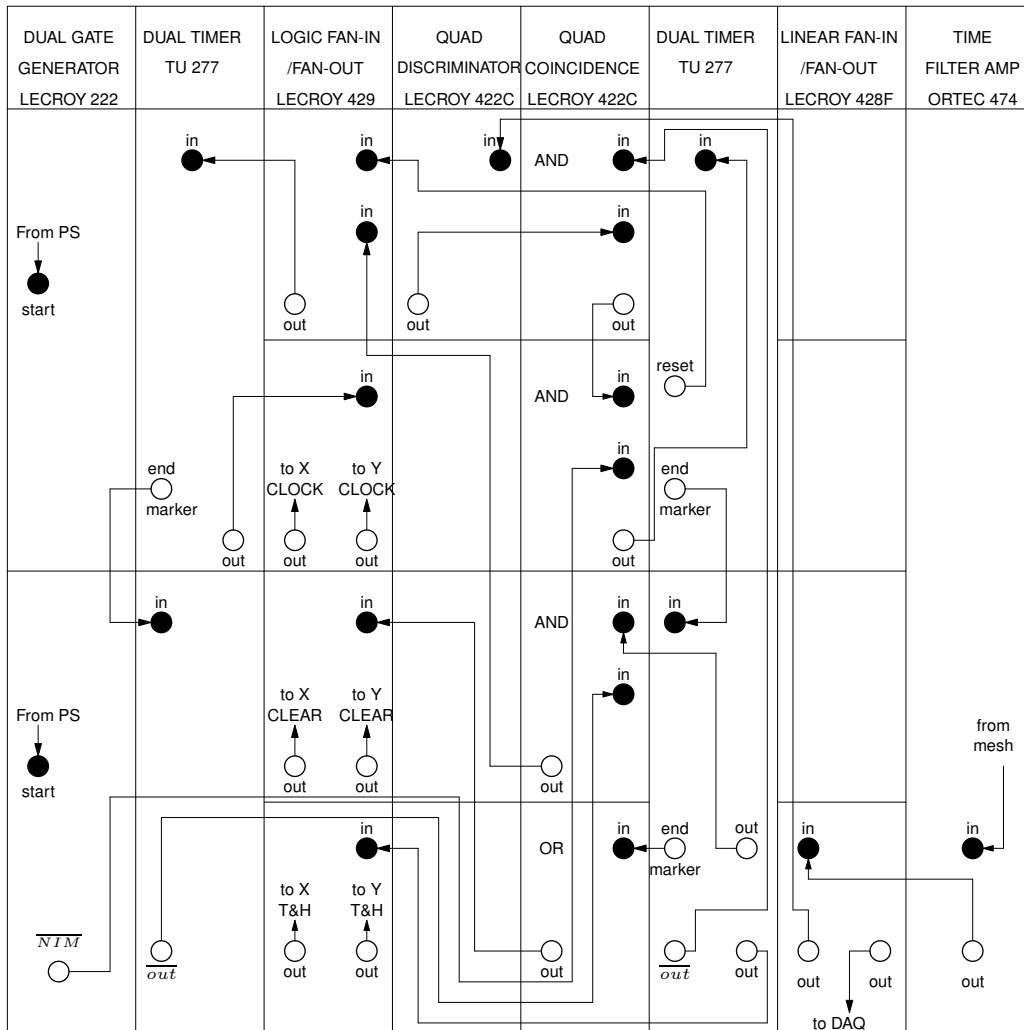 DUAL GATE DUAL TIMER LOGIC FAN-IN QUAD QUAD DUAL TIMER LINEAR FAN-IN TIME
GENERATOR TU 277 /FAN-OUT DISCRIMINATOR COINCIDENCE TU 277 /FAN-OUT FILTER AMP
LECROY 222 LECROY 429 LECROY 422C LECROY 422C LECROY 428F ORTEC 474
in in in in in
AND
in in
From PS
start
out out out
in in reset
AND
in
end to X to Y end
CLOCK CLOCK
marker marker
out out out out
in in in in
AND
in
From PS to X to Y
CLEAR CLEAR
from
mesh
start out out out
in in end out in in
OR
marker
to X to Y
T&H T&H
\overline{NIM}
\overline{out} out out out \overline{out} out out out out
to DAQ